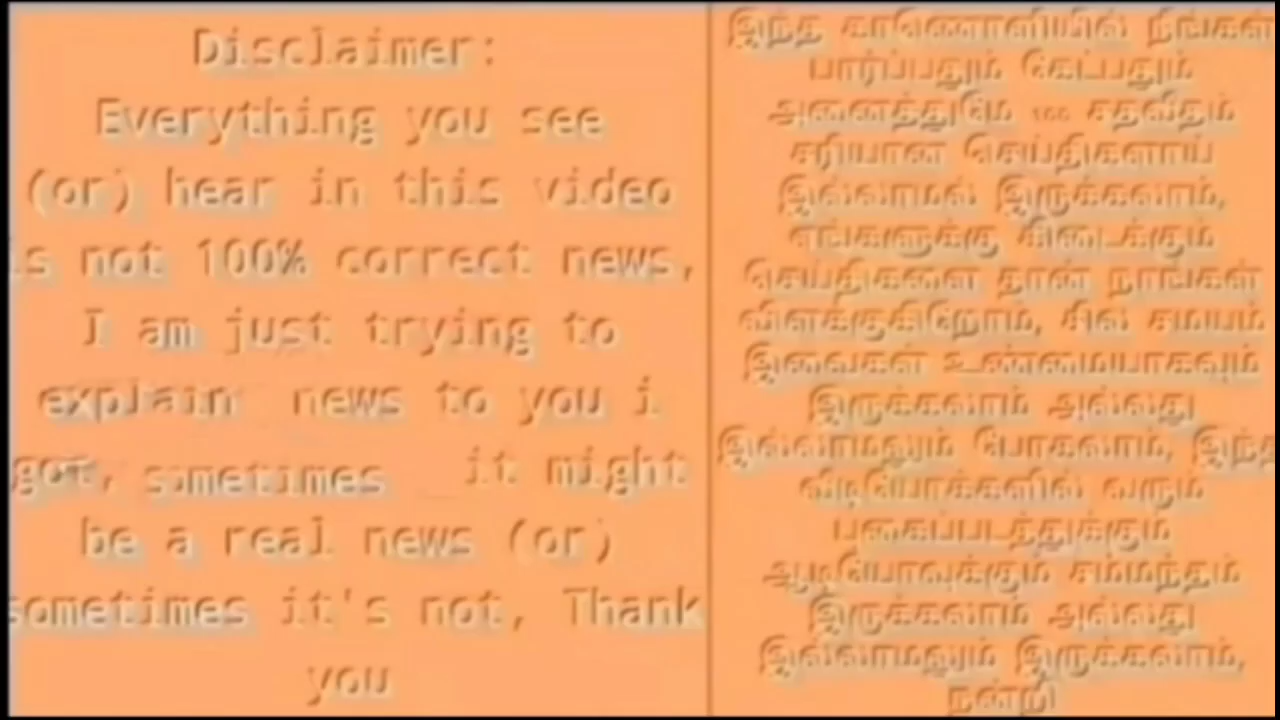 Disclaimer:
Everything you see
(or) hear in this video
is not 100% correct news,
I am just trying to
explain news to you i
got, sometimes it might
be a real news (or)
sometimes it's not, Thank
you
இந்த காணொளியில் நீங்கள்
பார்ப்பதும் கேட்பதும்
அனைத்துமே 100 சதவீதம்
சரியான செய்திகளாய்
இல்லாமல் இருக்கலாம்,
எங்களுக்கு கிடைக்கும்
செய்திகளை தான் நாங்கள்
விளக்குகிறோம், சில சமயம்
இவைகள் உண்மையாகவும்
இருக்கலாம் அல்லது
இல்லாமலும் போகலாம், இந்த
வீடியோக்களில் வரும்
புகைப்படத்துக்கும்
ஆடியோவுக்கும் சம்மந்தம்
இருக்கலாம் அல்லது
இல்லாமலும் இருக்கலாம்,
நன்றி